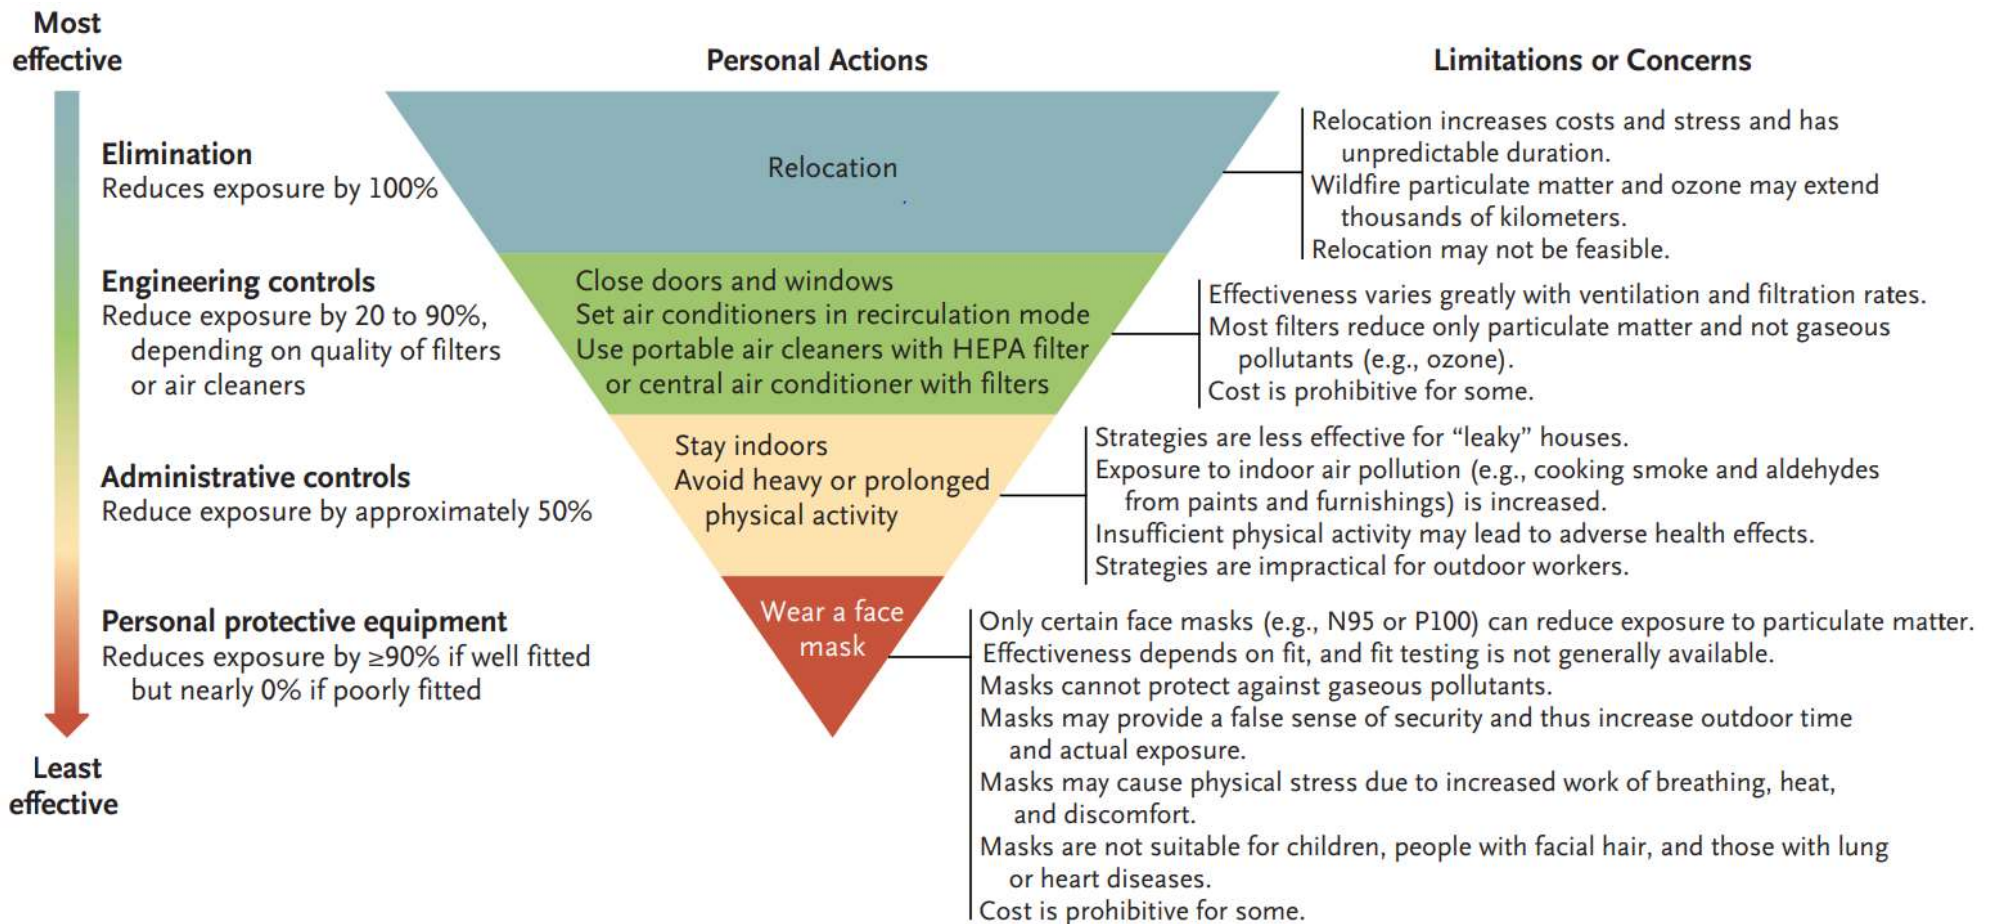 Most
effective
Personal Actions
Limitations or Concerns
Elimination
Reduces exposure by 100%
Relocation
Relocation increases costs and stress and has
unpredictable duration.
Wildfire particulate matter and ozone may extend
thousands of kilometers.
Relocation may not be feasible.
Engineering controls
Reduce exposure by 20 to 90%,
depending on quality of filters
or air cleaners
Close doors and windows
Set air conditioners in recirculation mode
Use portable air cleaners with HEPA filter
or central air conditioner with filters
Effectiveness varies greatly with ventilation and filtration rates.
Most filters reduce only particulate matter and not gaseous
pollutants (e.g., ozone).
Cost is prohibitive for some.
Administrative controls
Reduce exposure by approximately 50%
Stay indoors
Avoid heavy or prolonged
physical activity
Strategies are less effective for “leaky” houses.
Exposure to indoor air pollution (e.g., cooking smoke and aldehydes
from paints and furnishings) is increased.
Insufficient physical activity may lead to adverse health effects.
Strategies are impractical for outdoor workers.
Personal protective equipment
Reduces exposure by ≥90% if well fitted
but nearly 0% if poorly fitted
Wear a face
mask
Only certain face masks (e.g., N95 or P100) can reduce exposure to particulate matter.
Effectiveness depends on fit, and fit testing is not generally available.
Masks cannot protect against gaseous pollutants.
Masks may provide a false sense of security and thus increase outdoor time
and actual exposure.
Masks may cause physical stress due to increased work of breathing, heat,
and discomfort.
Masks are not suitable for children, people with facial hair, and those with lung
or heart diseases.
Cost is prohibitive for some.
Least
effective